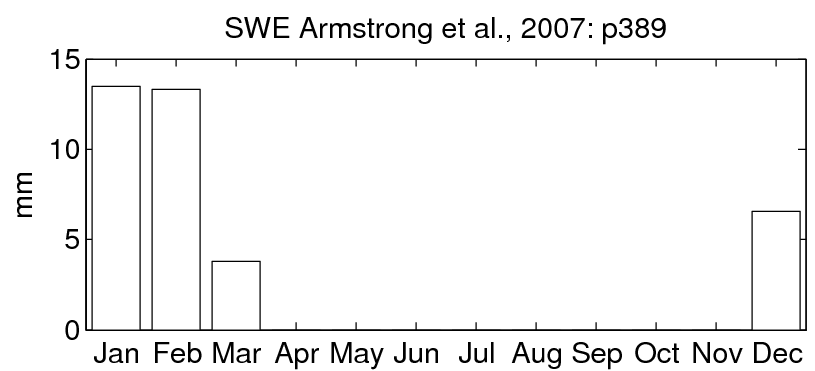 SWE Armstrong et al., 2007: p389
15
10
5
0
mm
Jan Feb Mar Apr May Jun Jul Aug Sep Oct Nov Dec